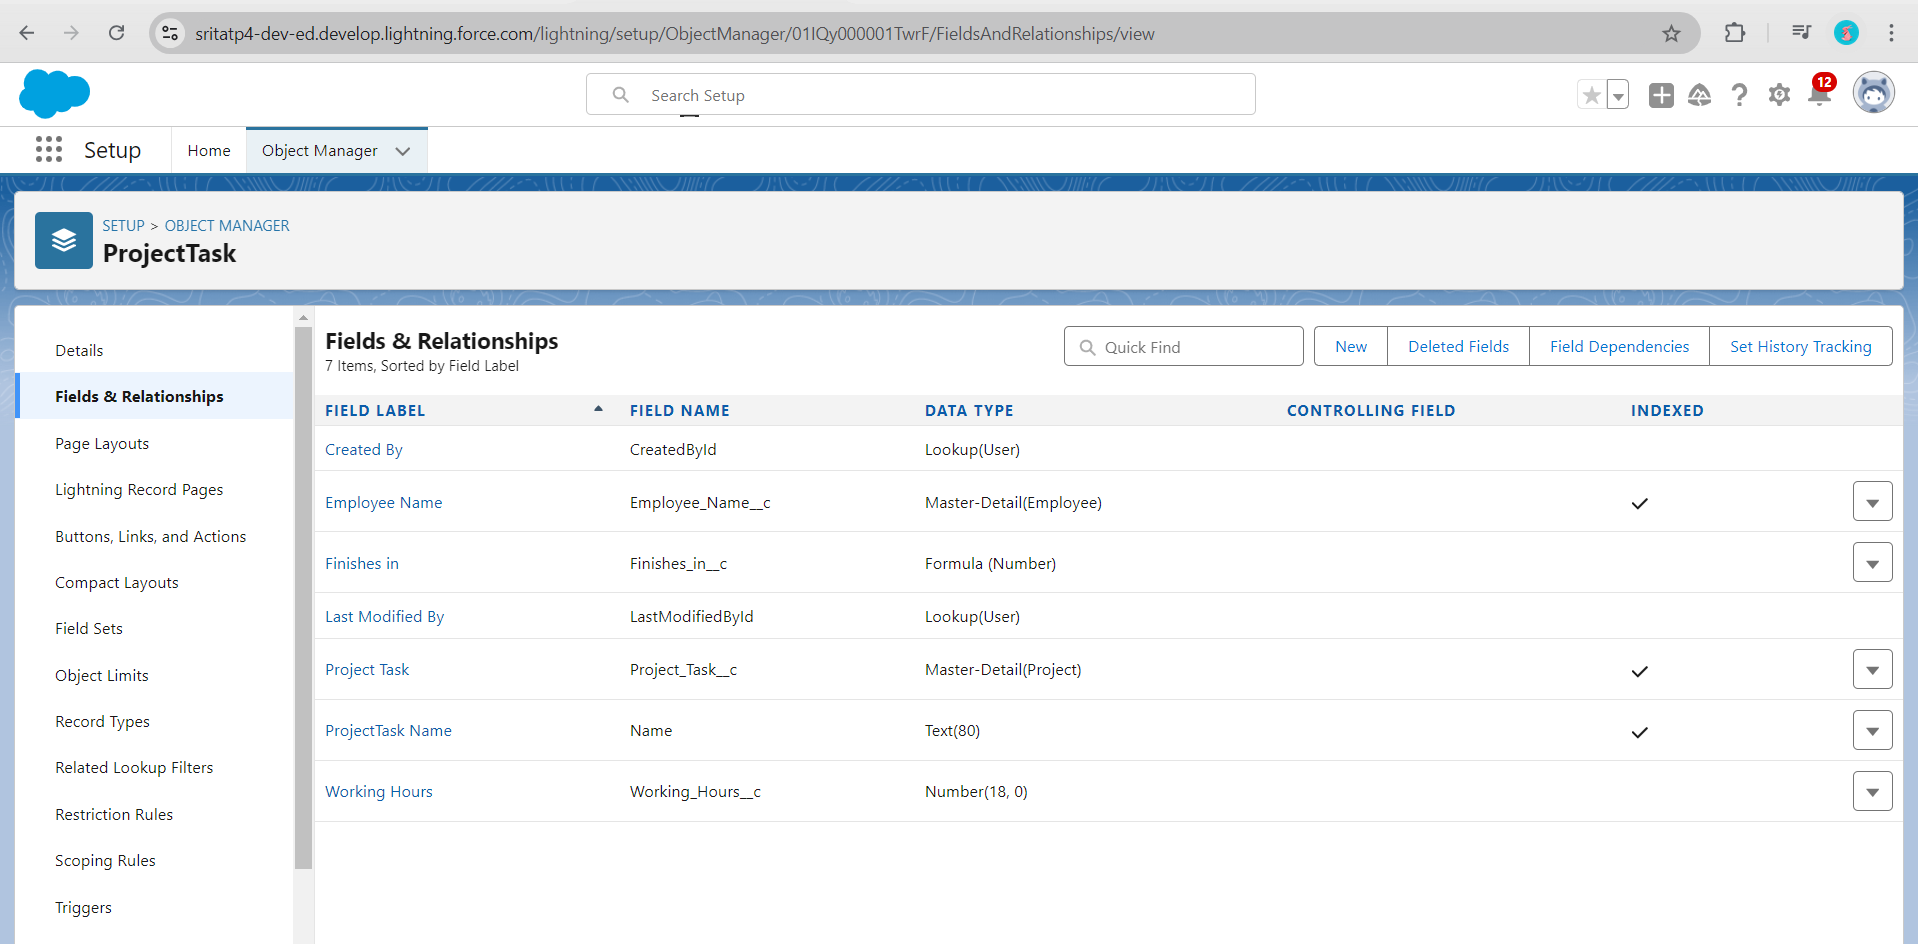 sritatp4-dev-ed.develop.lightning.force.com/lightning/setup/ObjectManager/01IQy000001TwrF/FieldsAndRelationships/view
Search Setup
12
Setup
Home
Object Manager
SETUP > OBJECT MANAGER
ProjectTask
Details
Fields & Relationships
Page Layouts
Lightning Record Pages
Buttons, Links, and Actions
Compact Layouts
Field Sets
Object Limits
Record Types
Related Lookup Filters
Restriction Rules
Scoping Rules
Triggers
Fields & Relationships
7 Items, Sorted by Field Label
Quick Find
New
Deleted Fields
Field Dependencies
Set History Tracking
FIELD LABEL FIELD NAME DATA TYPE CONTROLLING FIELD INDEXED
Created By CreatedById Lookup(User)
Employee Name Employee_Name__c Master-Detail(Employee)
Finishes in Finishes_in__c Formula (Number)
Last Modified By LastModifiedById Lookup(User)
Project Task Project_Task__c Master-Detail(Project)
ProjectTask Name Name Text(80)
Working Hours Working_Hours__c Number(18, 0)